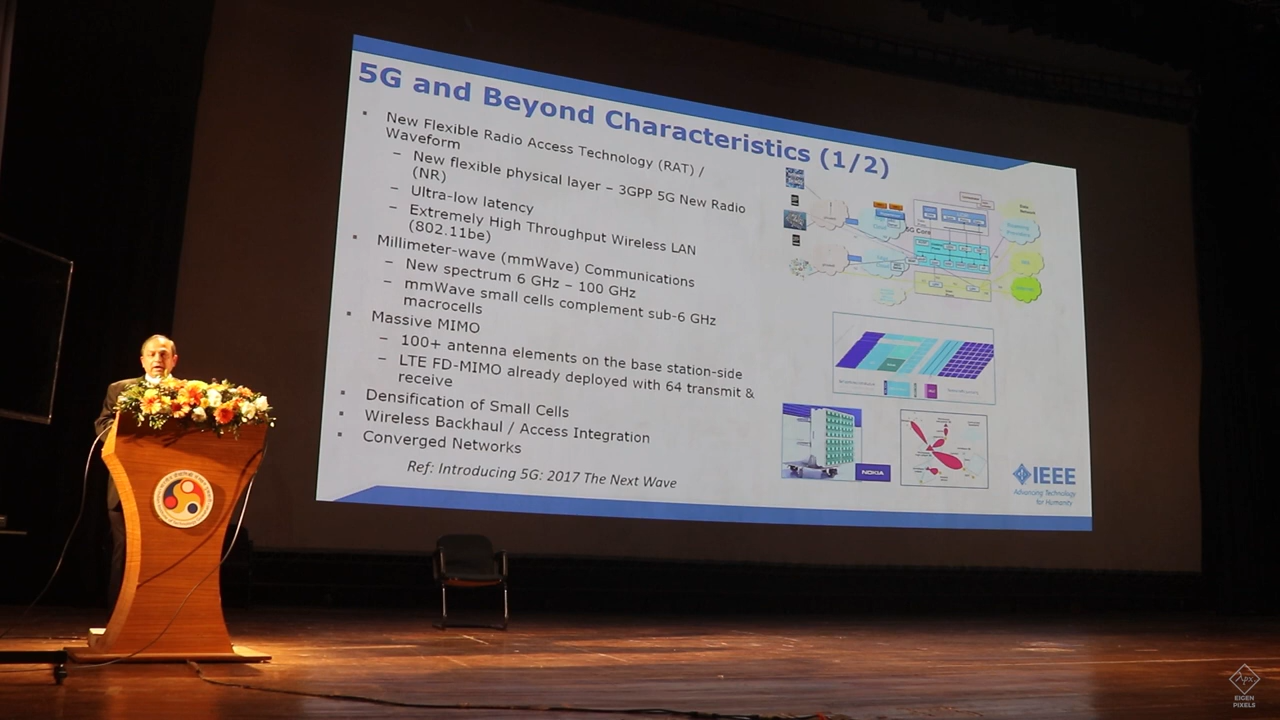 5G and Beyond Characteristics (1/2)
▪ New Flexible Radio Access Technology (RAT) /
Waveform
– New flexible physical layer – 3GPP 5G New Radio
(NR)
– Ultra-low latency
– Extremely High Throughput Wireless LAN
(802.11be)
▪ Millimeter-wave (mmWave) Communications
– New spectrum 6 GHz – 100 GHz
– mmWave small cells complement sub-6 GHz
macrocells
▪ Massive MIMO
– 100+ antenna elements on the base station-side
– LTE FD-MIMO already deployed with 64 transmit &
receive
▪ Densification of Small Cells
▪ Wireless Backhaul / Access Integration
▪ Converged Networks
Ref: Introducing 5G: 2017 The Next Wave
5G Core
NOKIA
IEEE
Advancing Technology
for Humanity
Apx
EIGEN
PIXELS